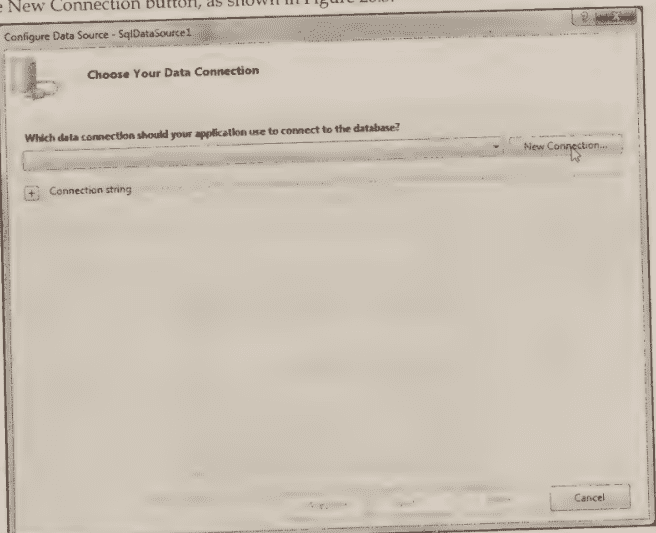 New Connection button, as shown in Figure
Configure Data Source - SqlDataSource1
Choose Your Data Connection
Which data connection should your application use to connect to the database?
New Connection...
+ Connection string
Cancel